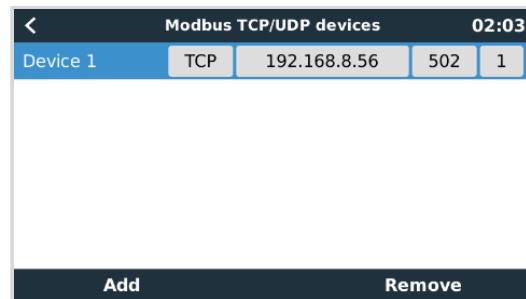 Modbus TCP/UDP devices 02:03
Device 1 TCP 192.168.8.56 502 1
Add Remove